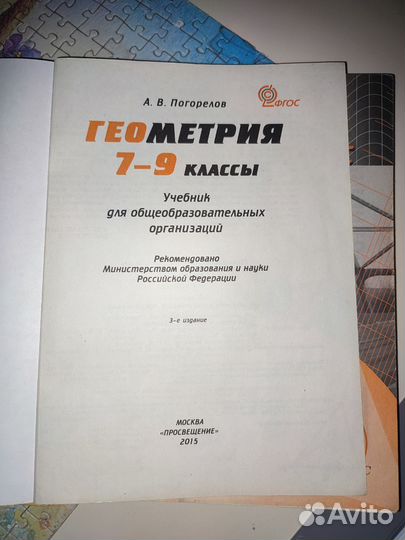 А. В. Погорелов
ФГОС
ГЕОМЕТРИЯ
7–9 КЛАССЫ
Учебник
для общеобразовательных
организаций
Рекомендовано
Министерством образования и науки
Российской Федерации
3-е издание
МОСКВА
«ПРОСВЕЩЕНИЕ»
2015
Avito